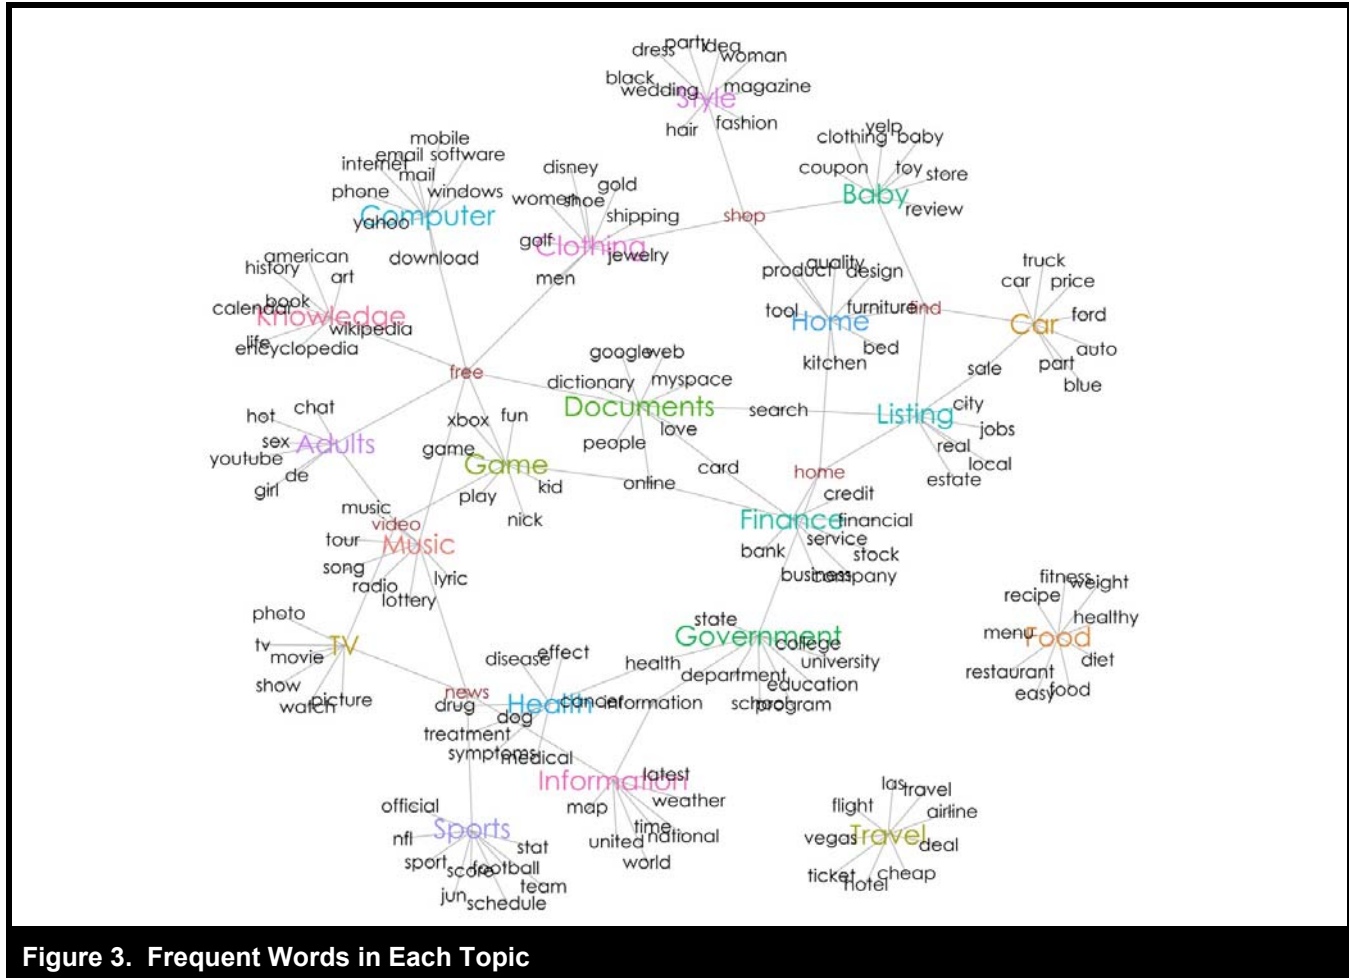 party
idea
dress
woman
black
wedding
magazine
Style
hair
fashion
mobile
email
software
internet
mail
phone
windows
yahoo
Computer
download
disney
gold
women
shoe
shipping
golf
Clothing
jewelry
men
shop
yelp
clothing
baby
coupon
toy
store
Baby
review
american
history
art
book
calendar
Knowledge
wikipedia
life
encyclopedia
quality
product
design
tool
furniture
find
Home
bed
kitchen
truck
car
price
ford
Car
auto
part
blue
free
google
web
dictionary
myspace
Documents
love
people
search
sale
city
Listing
jobs
real
local
estate
hot
chat
sex
Adults
youtube
de
girl
xbox
fun
game
Game
play
kid
nick
online
card
home
credit
Finance
financial
service
bank
stock
business
company
music
video
tour
Music
song
radio
lyric
lottery
photo
tv
TV
movie
show
watch
picture
news
disease
effect
drug
Health
cancer
dog
treatment
symptoms
medical
health
information
state
Government
college
university
department
education
school
program
fitness
weight
recipe
healthy
menu
Food
diet
restaurant
easy
food
Information
latest
map
weather
time
national
united
world
official
Sports
nfl
stat
sport
score
football
team
jun
schedule
las
travel
flight
airline
vegas
Travel
deal
ticket
hotel
cheap
Figure 3. Frequent Words in Each Topic